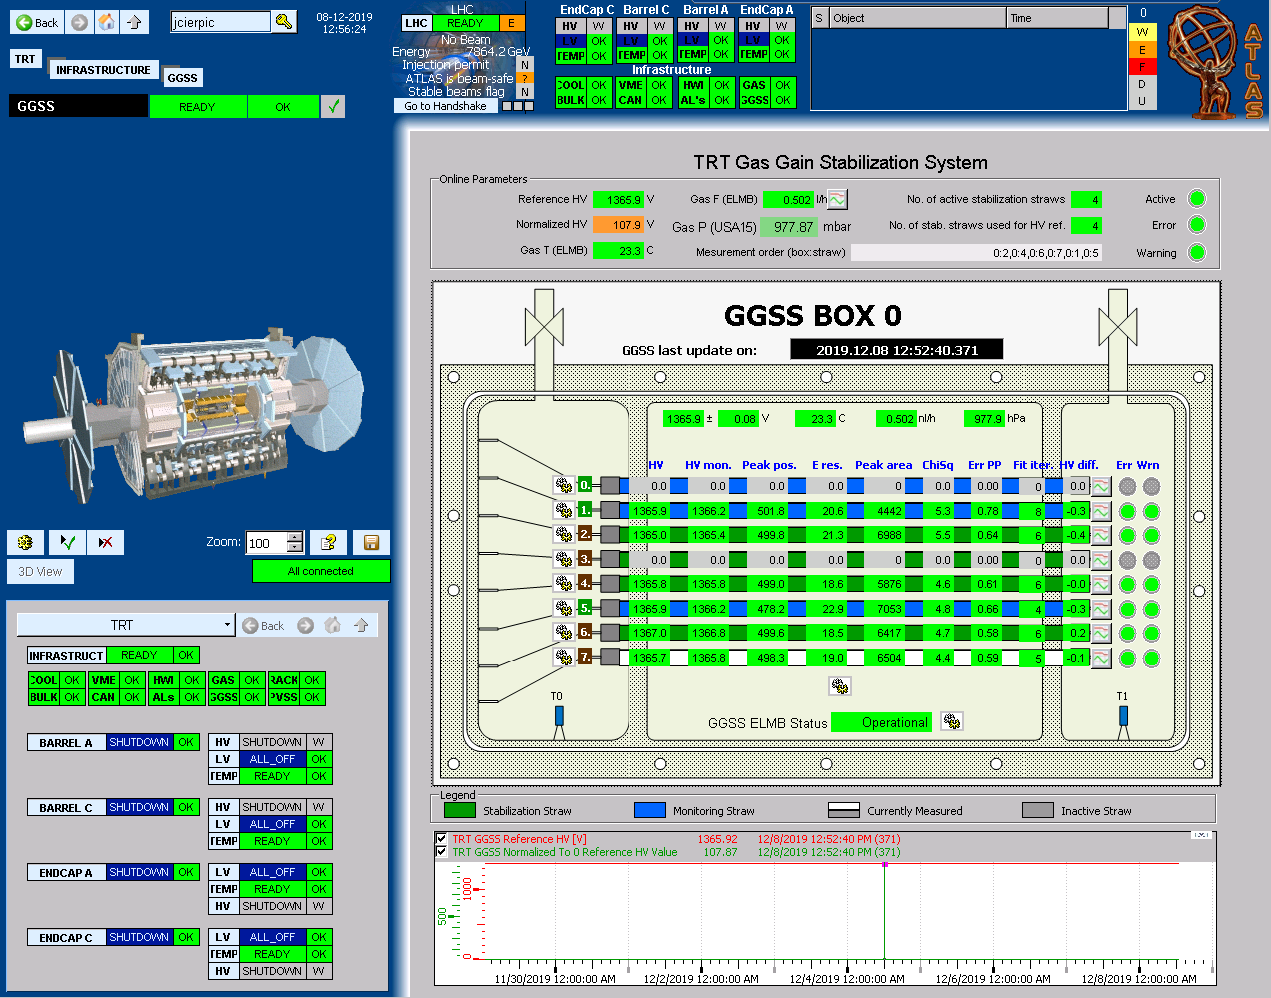 Back
jcierpic
08-12-2019
12:56:24
TRT
INFRASTRUCTURE
GGSS
GGSS READY OK
LHC
LHC READY E
No Beam
Energy 7864.2 GeV
Injection permit N
ATLAS is beam-safe ?
Stable beams flag N
Go to Handshake
EndCap C Barrel C Barrel A EndCap A
HV W HV W HV W HV W
LV OK LV OK LV OK LV OK
TEMP OK TEMP OK TEMP OK TEMP OK
Infrastructure
COOL OK VME OK HWI OK GAS OK
BULK OK CAN OK AL's OK GGSS OK
S Object Time
0
W
E
F
D
U
ATLAS
TRT Gas Gain Stabilization System
Online Parameters
Reference HV 1365.9 V Gas F (ELMB) 0.502 l/h No. of active stabilization straws 4 Active
Normalized HV 107.9 V Gas P (USA15) 977.87 mbar No. of stab. straws used for HV ref. 4 Error
Gas T (ELMB) 23.3 C Mesurement order (box:straw) 0:2,0:4,0:6,0:7,0:1,0:5 Warning
GGSS BOX 0
GGSS last update on: 2019.12.08 12:52:40.371
1365.9 ± 0.08 V 23.3 C 0.502 nl/h 977.9 hPa
HV HV mon. Peak pos. E res. Peak area ChiSq Err PP Fit iter. HV diff. Err Wrn
0. 0.0 0.0 0.0 0.0 0 0.0 0.00 0 0.0
1. 1365.9 1366.2 501.8 20.6 4442 5.3 0.78 8 -0.3
2. 1365.0 1365.4 499.8 21.3 6988 5.5 0.64 6 -0.4
3. 0.0 0.0 0.0 0.0 0 0.0 0.00 0 0.0
4. 1365.8 1365.8 499.0 18.6 5876 4.6 0.61 6 -0.0
5. 1365.9 1366.2 478.2 22.9 7053 4.8 0.66 4 -0.3
6. 1367.0 1366.8 499.6 18.5 6417 4.7 0.58 6 0.2
7. 1365.7 1365.8 498.3 19.0 6504 4.4 0.59 5 -0.1
T0 T1
GGSS ELMB Status Operational
Legend
Stabilization Straw Monitoring Straw Currently Measured Inactive Straw
TRT GGSS Reference HV [V] 1365.92 12/8/2019 12:52:40 PM (371)
TRT GGSS Normalized To 0 Reference HV Value 107.87 12/8/2019 12:52:40 PM (371)
500
1000
0
11/30/2019 12:00:00 AM 12/2/2019 12:00:00 AM 12/4/2019 12:00:00 AM 12/6/2019 12:00:00 AM 12/8/2019 12:00:00 AM
Zoom: 100
3D View
All connected
TRT Back
INFRASTRUCT READY OK
COOL OK VME OK HWI OK GAS OK RACK OK
BULK OK CAN OK ALs OK GGSS OK PVSS OK
BARREL A SHUTDOWN OK HV SHUTDOWN W
LV ALL_OFF OK
TEMP READY OK
BARREL C SHUTDOWN OK HV SHUTDOWN W
LV ALL_OFF OK
TEMP READY OK
ENDCAP A SHUTDOWN OK LV ALL_OFF OK
TEMP READY OK
HV SHUTDOWN W
ENDCAP C SHUTDOWN OK LV ALL_OFF OK
TEMP READY OK
HV SHUTDOWN W